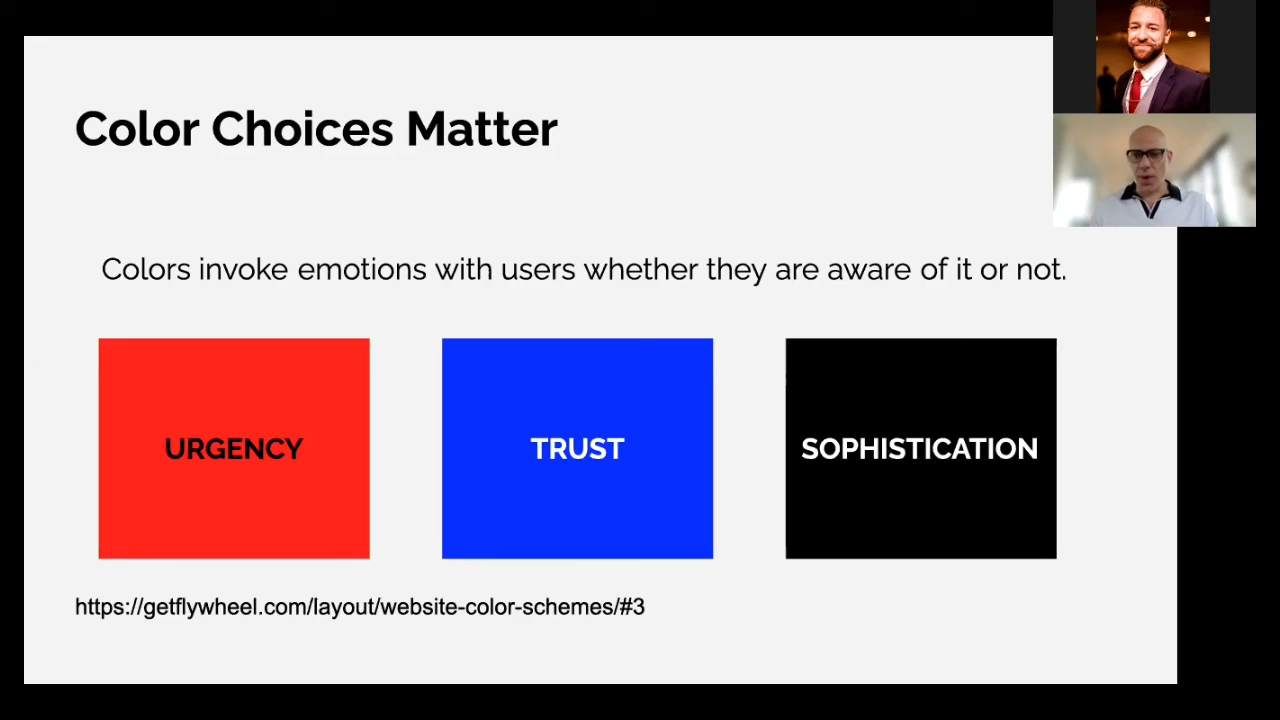 Color Choices Matter
Colors invoke emotions with users whether they are aware of it or not.
URGENCY
TRUST
SOPHISTICATION
https://getflywheel.com/layout/website-color-schemes/#3